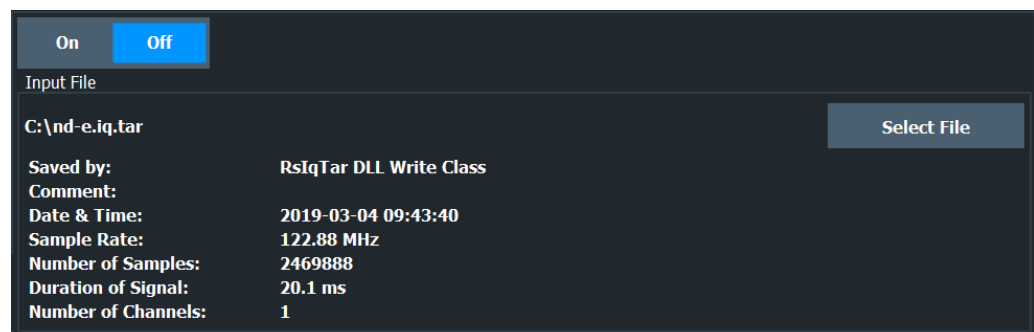 On Off
Input File
C:\nd-e.iq.tar Select File
Saved by: RsIqTar DLL Write Class
Comment:
Date & Time: 2019-03-04 09:43:40
Sample Rate: 122.88 MHz
Number of Samples: 2469888
Duration of Signal: 20.1 ms
Number of Channels: 1